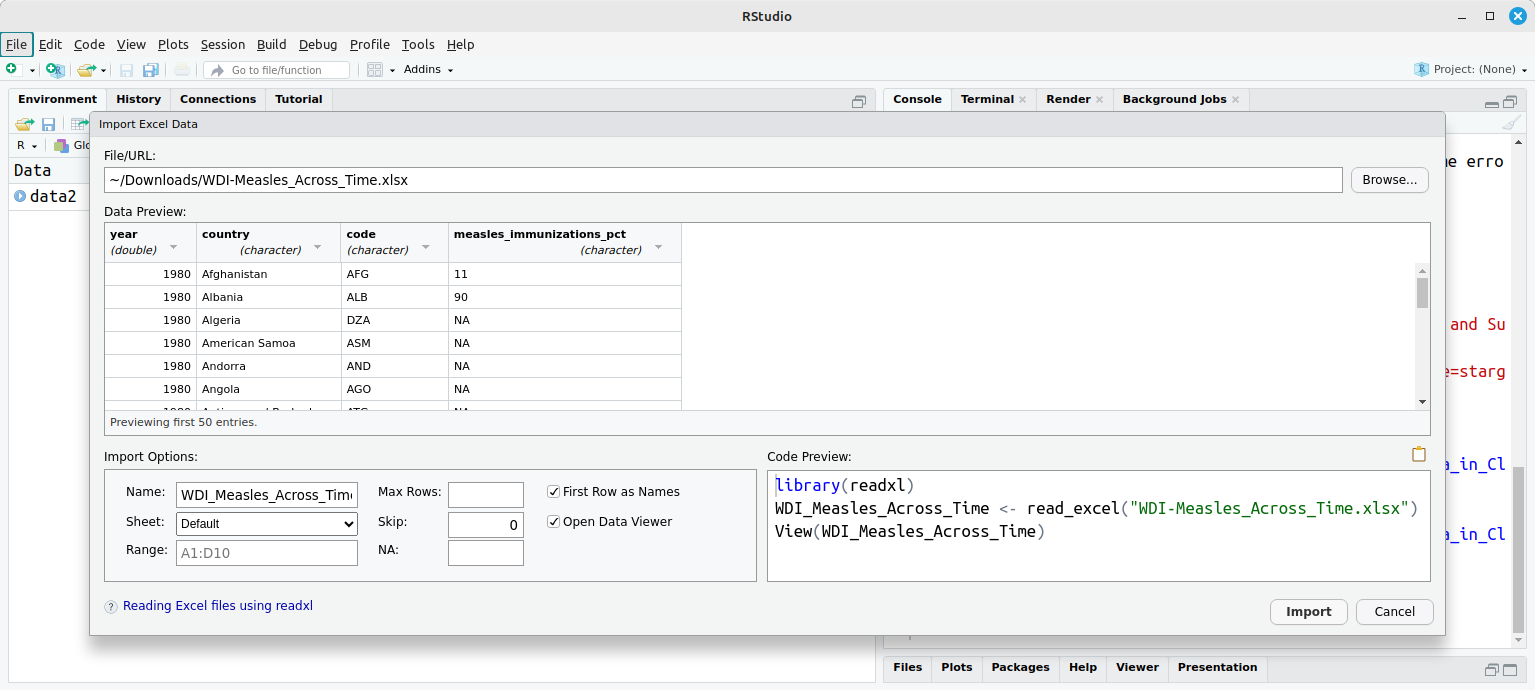 RStudio
File Edit Code View Plots Session Build Debug Profile Tools Help
Go to file/function Addins Project: (None)
Environment History Connections Tutorial
Console Terminal Render Background Jobs
R
Data
data2
Import Excel Data
File/URL:
~/Downloads/WDI-Measles_Across_Time.xlsx Browse...
Data Preview:
year country code measles_immunizations_pct
(double) (character) (character) (character)
1980 Afghanistan AFG 11
1980 Albania ALB 90
1980 Algeria DZA NA
1980 American Samoa ASM NA
1980 Andorra AND NA
1980 Angola AGO NA
Previewing first 50 entries.
Import Options:
Name: WDI_Measles_Across_Tim
Sheet: Default
Range: A1:D10
Max Rows:
Skip: 0
NA:
First Row as Names
Open Data Viewer
Code Preview:
library(readxl)
WDI_Measles_Across_Time <- read_excel("WDI-Measles_Across_Time.xlsx")
View(WDI_Measles_Across_Time)
Reading Excel files using readxl
Import Cancel
erro
and Su
=starg
a_in_Cl
a_in_Cl
Files Plots Packages Help Viewer Presentation